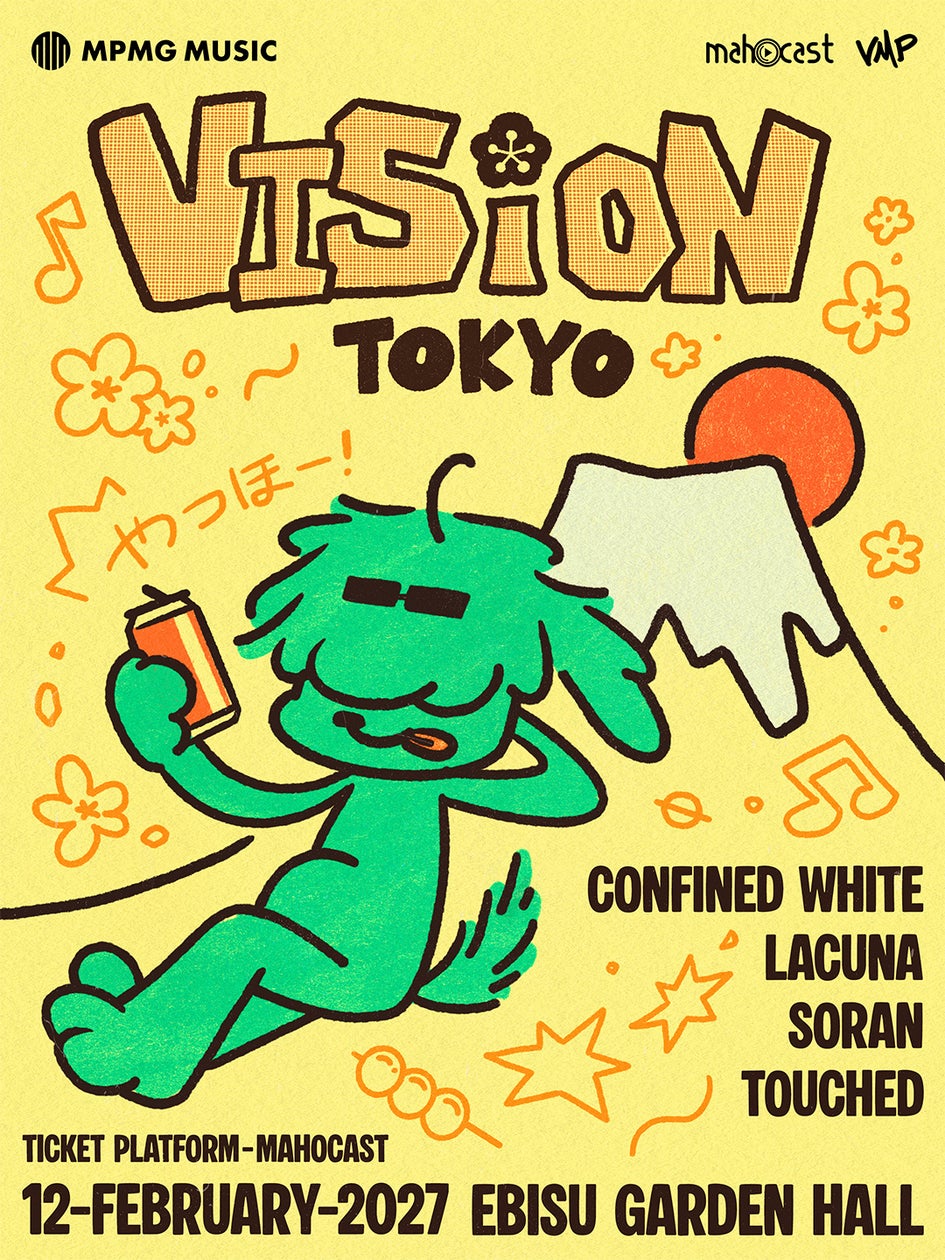 MPMG MUSIC
mahocast VMP
VISiON
TOKYO
やっほー!
CONFINED WHITE
LACUNA
SORAN
TOUCHED
TICKET PLATFORM-MAHOCAST
12-FEBRUARY-2027 EBISU GARDEN HALL